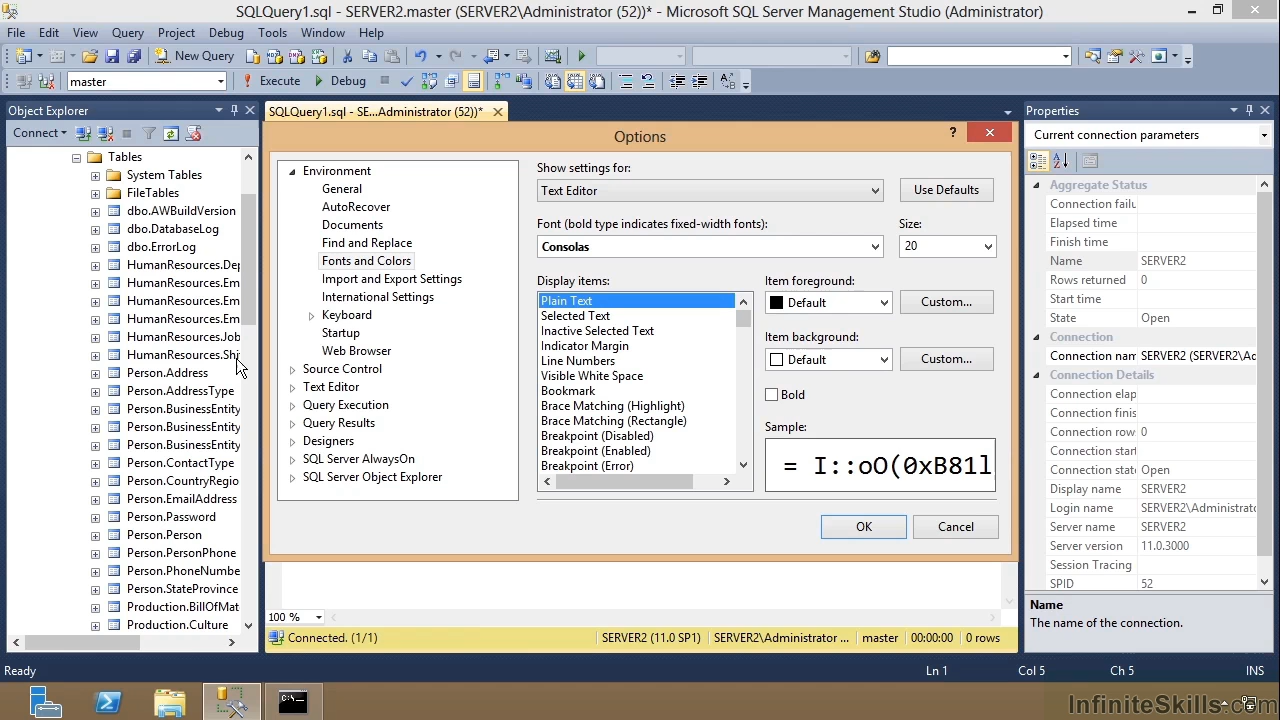 SQLQuery1.sql - SERVER2.master (SERVER2\Administrator (52))* - Microsoft SQL Server Management Studio (Administrator)
File Edit View Query Project Debug Tools Window Help
New Query
master Execute Debug
Object Explorer
Connect
Tables
System Tables
FileTables
dbo.AWBuildVersion
dbo.DatabaseLog
dbo.ErrorLog
HumanResources.Dep
HumanResources.Em
HumanResources.Em
HumanResources.Em
HumanResources.Job
HumanResources.Shi
Person.Address
Person.AddressType
Person.BusinessEntity
Person.BusinessEntity
Person.BusinessEntity
Person.ContactType
Person.CountryRegio
Person.EmailAddress
Person.Password
Person.Person
Person.PersonPhone
Person.PhoneNumbe
Person.StateProvince
Production.BillOfMat
Production.Culture
SQLQuery1.sql - SE...Administrator (52))*
Options
?
Environment
General
AutoRecover
Documents
Find and Replace
Fonts and Colors
Import and Export Settings
International Settings
Keyboard
Startup
Web Browser
Source Control
Text Editor
Query Execution
Query Results
Designers
SQL Server AlwaysOn
SQL Server Object Explorer
Show settings for:
Text Editor
Use Defaults
Font (bold type indicates fixed-width fonts):
Size:
Consolas
20
Display items:
Plain Text
Selected Text
Inactive Selected Text
Indicator Margin
Line Numbers
Visible White Space
Bookmark
Brace Matching (Highlight)
Brace Matching (Rectangle)
Breakpoint (Disabled)
Breakpoint (Enabled)
Breakpoint (Error)
Item foreground:
Default
Custom...
Item background:
Default
Custom...
Bold
Sample:
= I::oO(0xB81l
OK
Cancel
100 %
Connected. (1/1)
SERVER2 (11.0 SP1) SERVER2\Administrator ... master 00:00:00 0 rows
Properties
Current connection parameters
Aggregate Status
Connection failu
Elapsed time
Finish time
Name SERVER2
Rows returned 0
Start time
State Open
Connection
Connection nam SERVER2 (SERVER2\Ad
Connection Details
Connection elap
Connection finis
Connection row: 0
Connection start
Connection state Open
Display name SERVER2
Login name SERVER2\Administrato
Server name SERVER2
Server version 11.0.3000
Session Tracing
SPID 52
Name
The name of the connection.
Ready
Ln 1 Col 5 Ch 5 INS
InfiniteSkills.com